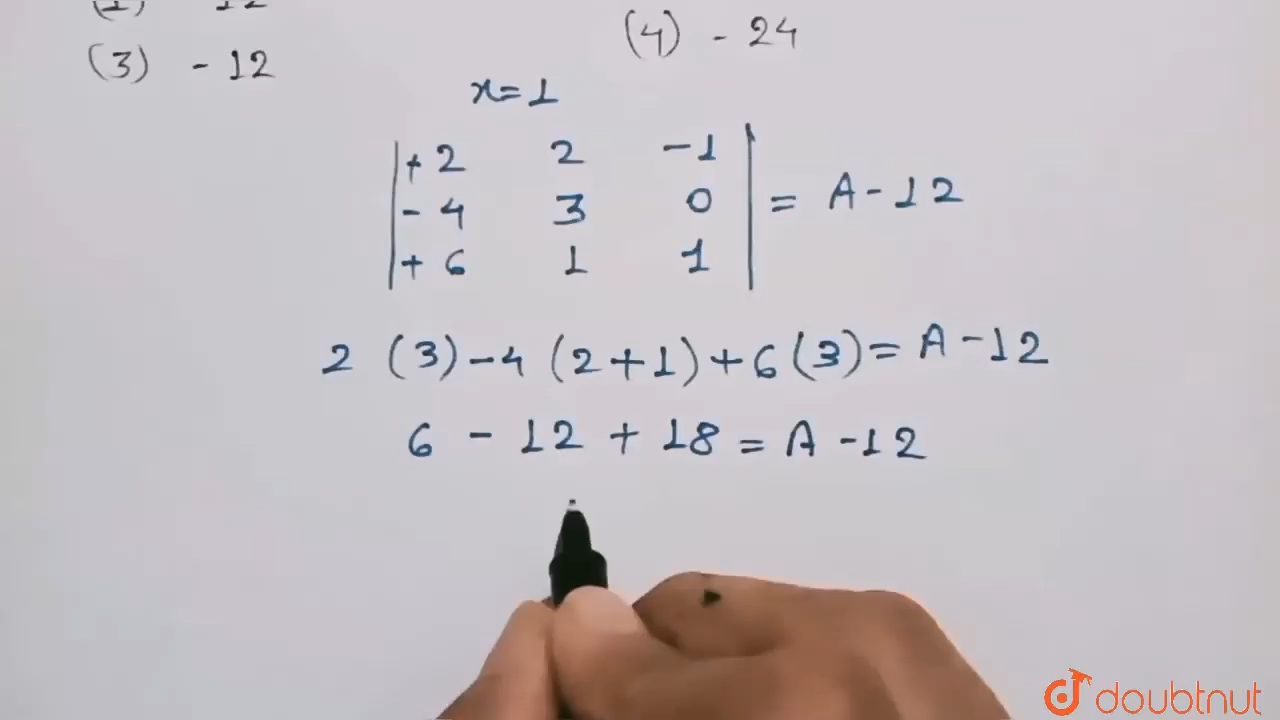 (3) - 12
(4) - 24
x=1
+ 2 2 -1
- 4 3 0 = A - 12
+ 6 1 1
2 (3) - 4 (2+1) + 6 (3) = A - 12
6 - 12 + 18 = A - 12
doubtnut